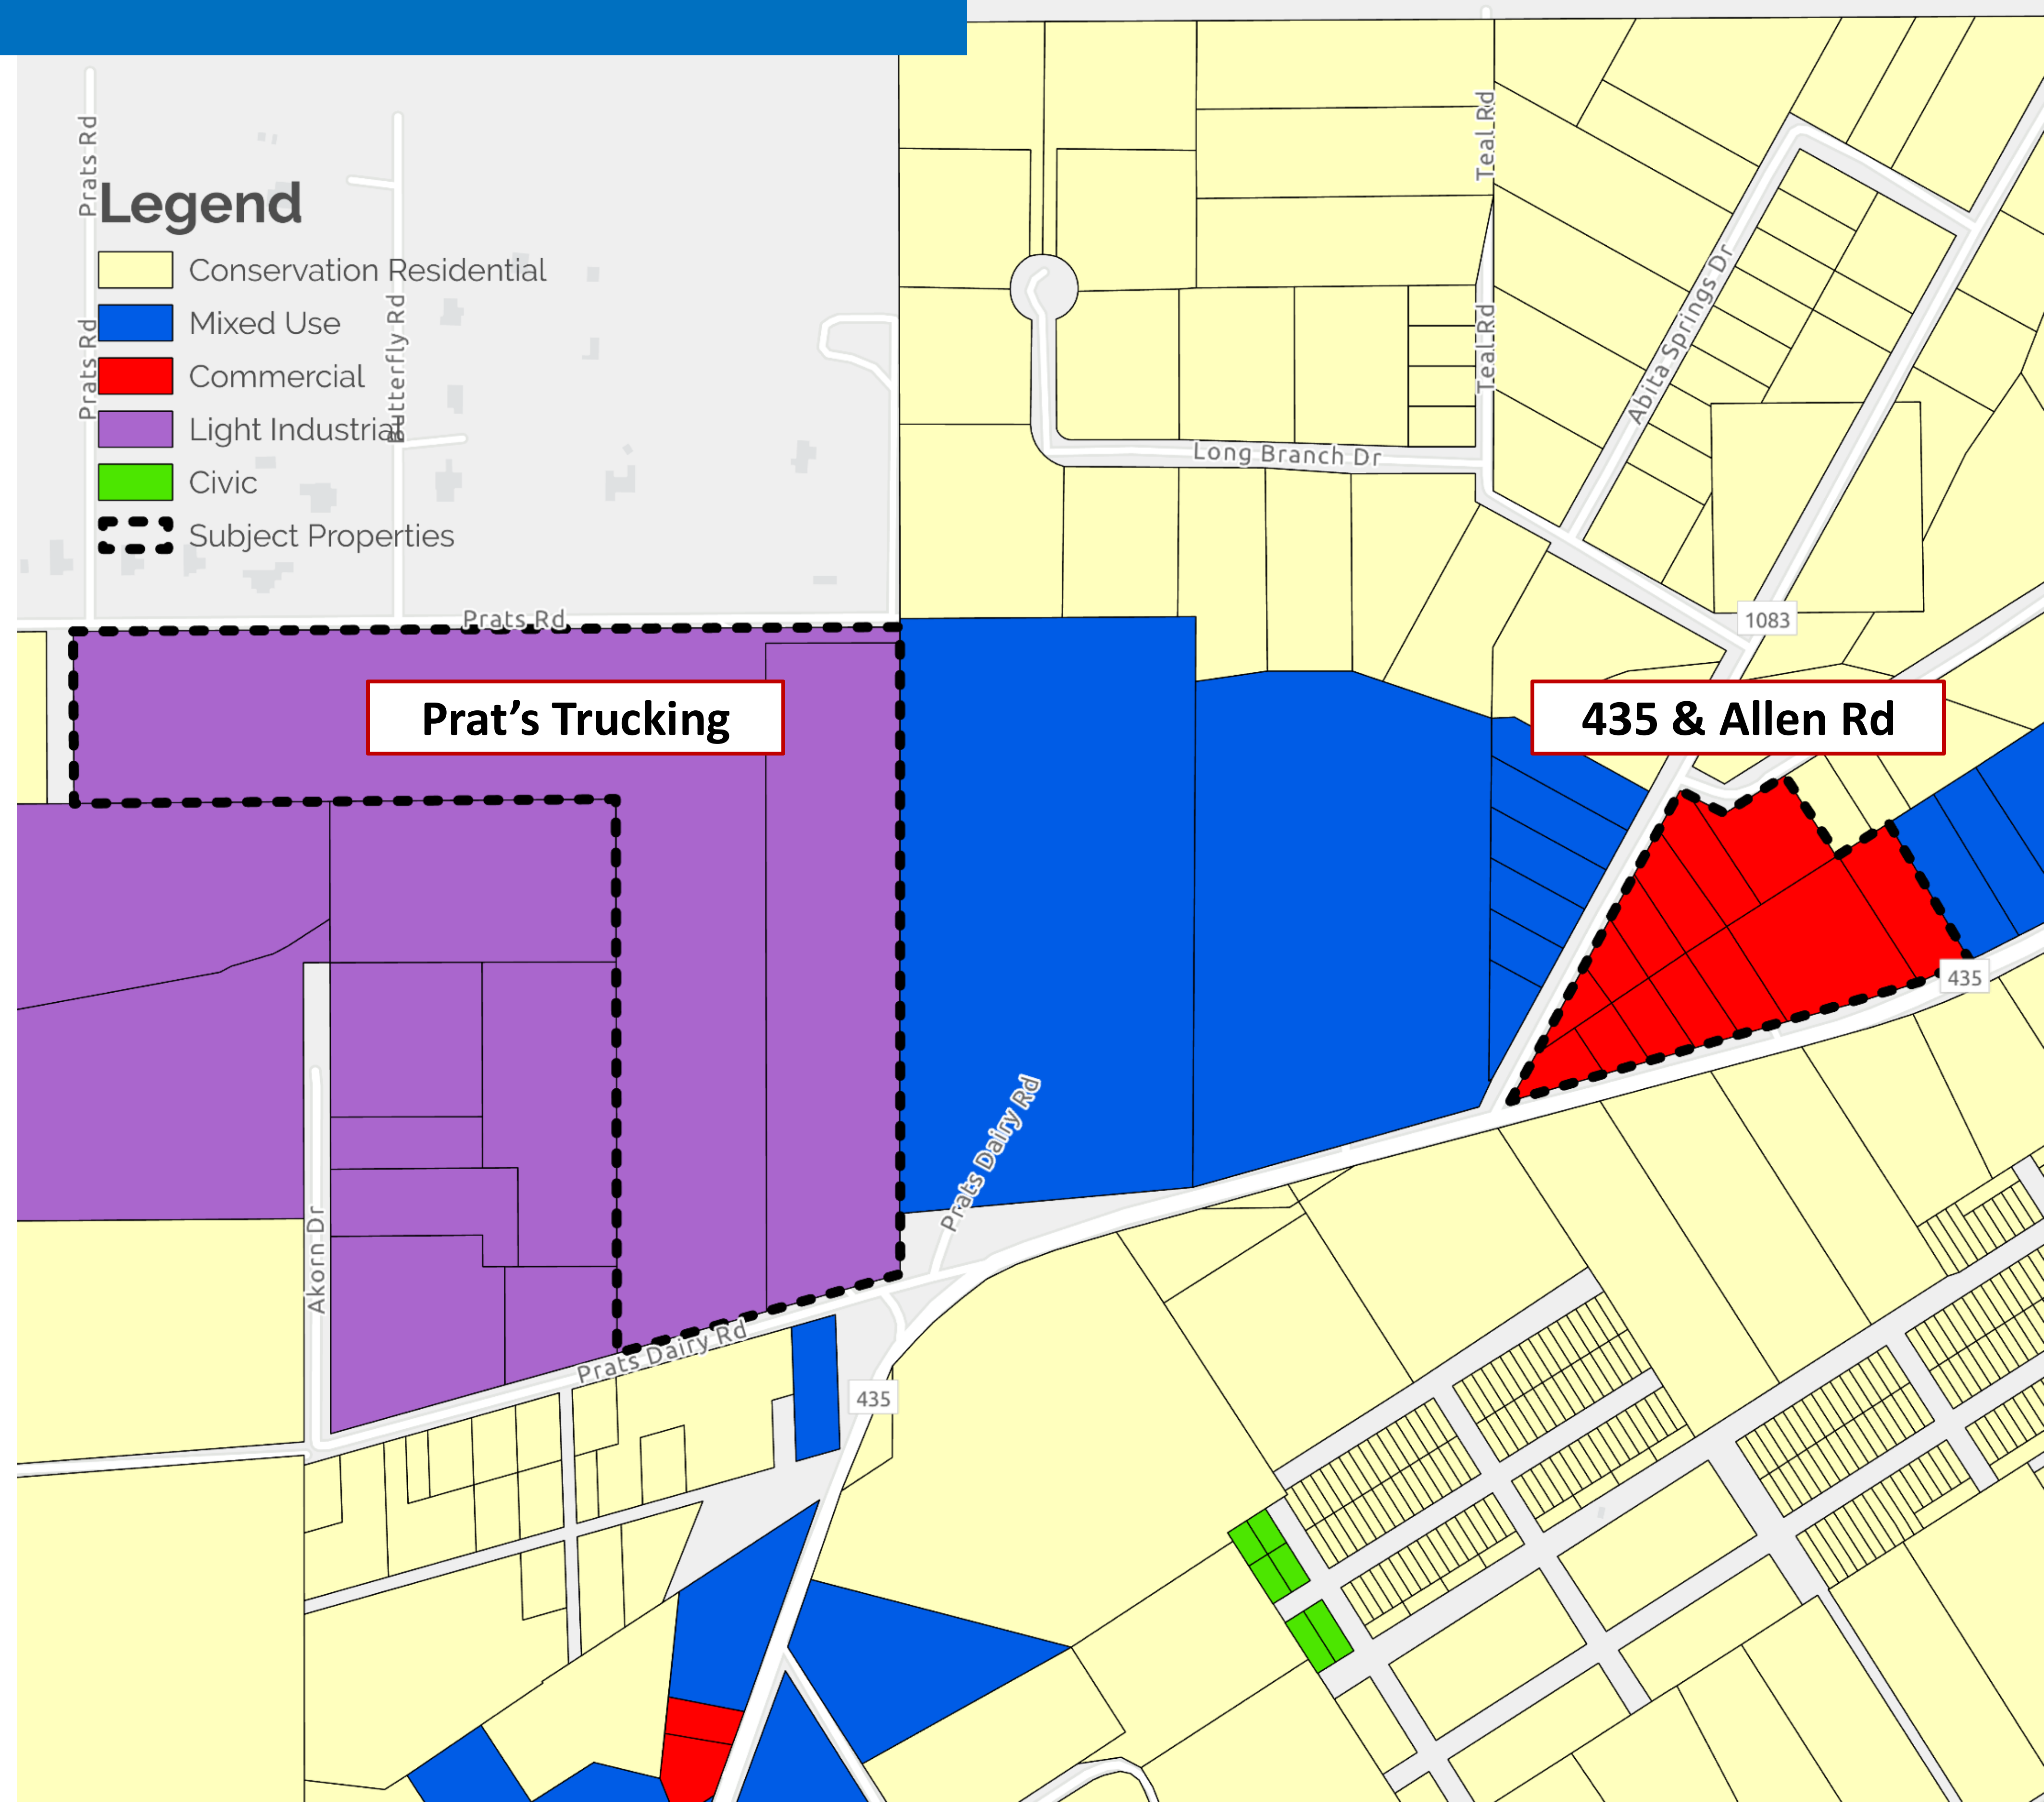 Prats Rd
Teal Rd
Legend
Conservation Residential
Mixed Use
Commercial
Light Industrial
Civic
Subject Properties
Prats Rd
Butterfly Rd
Teal Rd
Abita Springs Dr
Long Branch Dr
Prats Rd
1083
Prat’s Trucking
435 & Allen Rd
435
Prats Dairy Rd
Akorn Dr
Prats Dairy Rd
435